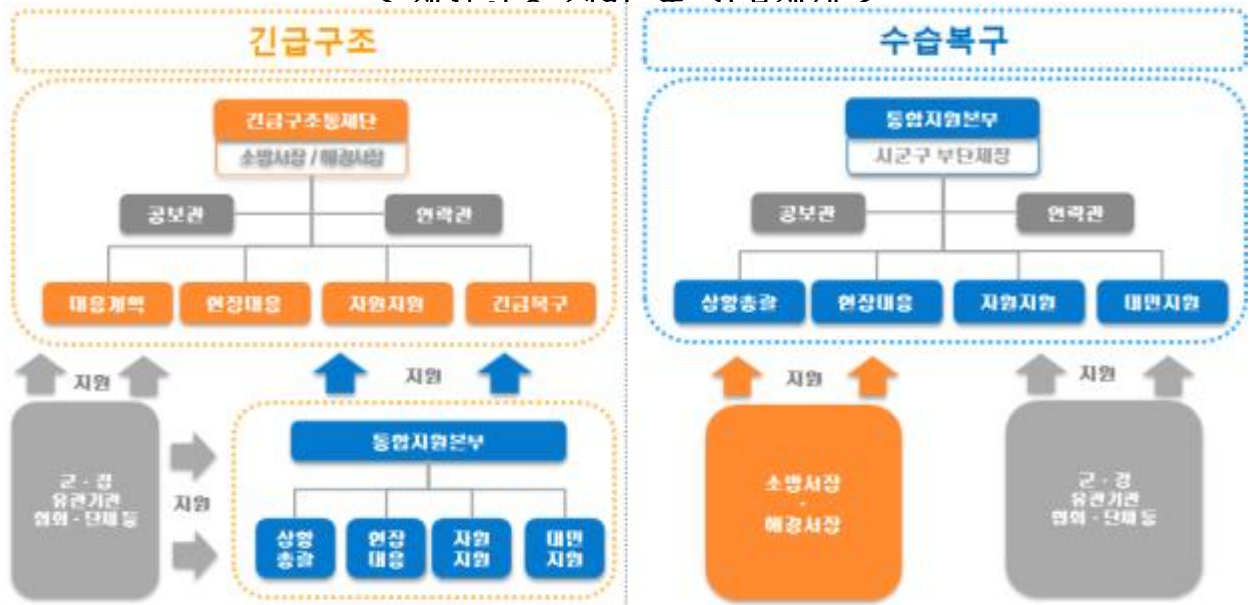 긴급구조
긴급구조통제단
소방서장 / 해경서장
공보관
연락관
대응계획
현장대응
자원지원
긴급복구
지원
지원
군 · 경
유관기관
협회 · 단체 등
지원
통합지원본부
상황
총괄
현장
대응
자원
지원
대민
지원
수습복구
통합지원본부
시군구 부단체장
공보관
연락관
상황총괄
현장대응
자원지원
대민지원
지원
지원
소방서장
·
해경서장
군 · 경
유관기관
협회 · 단체 등